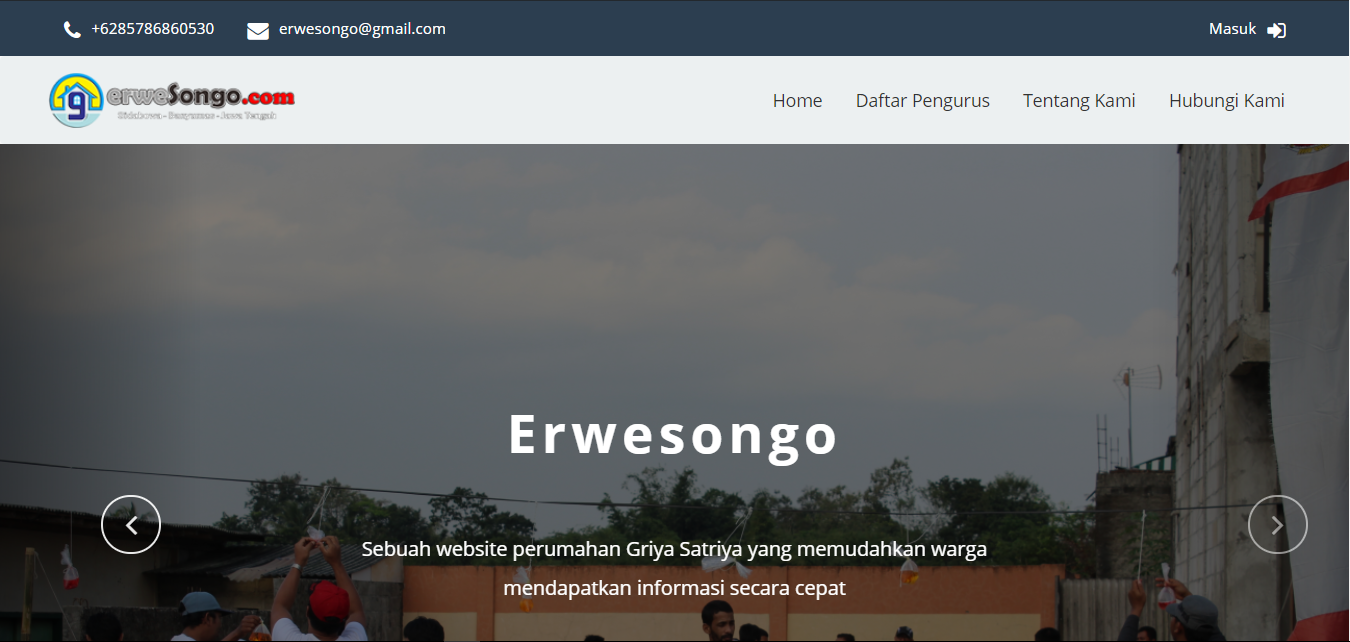 +6285786860530 erwesongo@gmail.com Masuk
g erweSongo.com
Sidabowa - Banyumas - Jawa Tengah
Home Daftar Pengurus Tentang Kami Hubungi Kami
Erwesongo
Sebuah website perumahan Griya Satriya yang memudahkan warga
mendapatkan informasi secara cepat